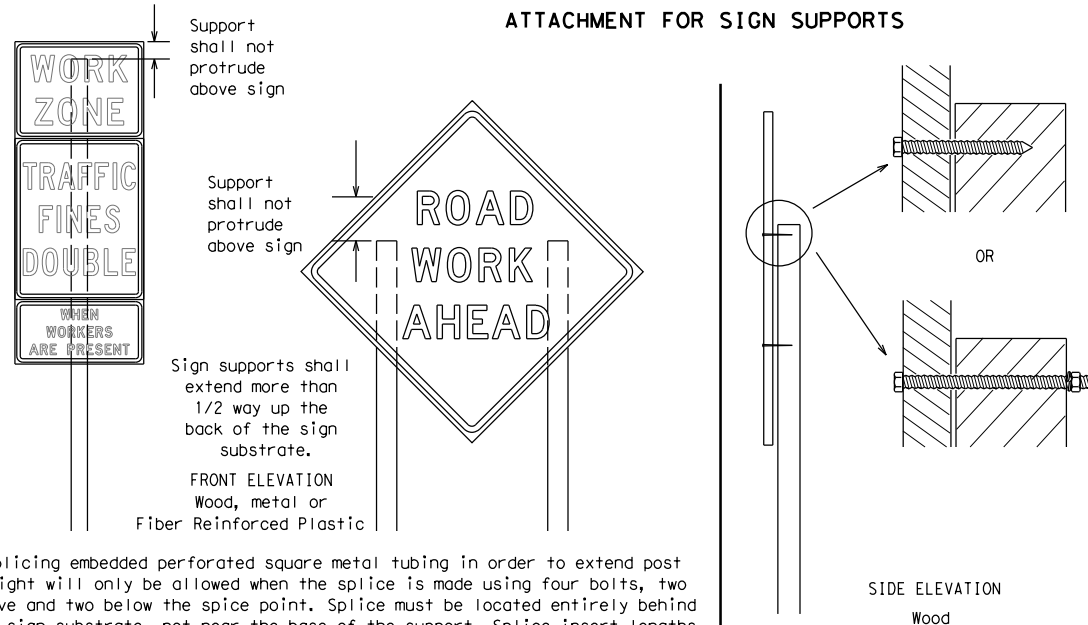 ATTACHMENT FOR SIGN SUPPORTS
Support
shall not
protrude
above sign
WORK
ZONE
TRAFFIC
FINES
DOUBLE
WHEN
WORKERS
ARE PRESENT
Support
shall not
protrude
above sign
ROAD
WORK
AHEAD
Sign supports shall
extend more than
1/2 way up the
back of the sign
substrate.
FRONT ELEVATION
Wood, metal or
Fiber Reinforced Plastic
OR
SIDE ELEVATION
Wood
plicing embedded perforated square metal tubing in order to extend post
ight will only be allowed when the splice is made using four bolts, two
ve and two below the spice point. Splice must be located entirely behind
sign substrate, not near the base of the support. Splice insert lengths